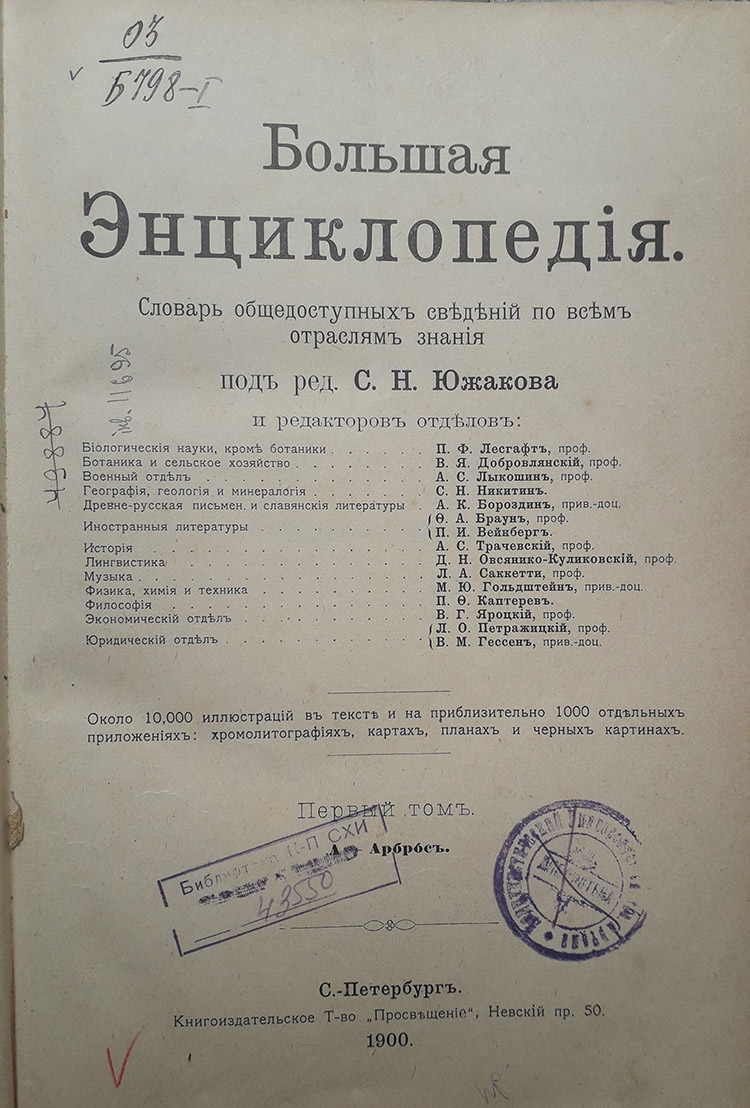 03
Б798-I
Большая
Энциклопедія.
Словарь общедоступныхъ свѣдѣній по всѣмъ
отраслямъ знанія
подъ ред. С. Н. Южакова
и редакторовъ отдѣловъ:
49884
инв. 11695
Біологическія науки, кромѣ ботаники . . . . . . П. Ф. Лесгафтъ, проф.
Ботаника и сельское хозяйство . . . . . . . . В. Я. Добровлянскій, проф.
Военный отдѣлъ . . . . . . . . . . . . . А. С. Лыкошинъ, проф.
Географія, геологія и минералогія . . . . . . . С. Н. Никитинъ.
Древне-русская письмен. и славянскія литературы А. К. Бороздинъ, прив.-доц.
Иностранныя литературы . . . . . . . . . . Ѳ. А. Браунъ, проф.
П. И. Вейнбергъ.
Исторія . . . . . . . . . . . . . . . . А. С. Трачевскій, проф.
Лингвистика . . . . . . . . . . . . . . Д. Н. Овсянико-Куликовскій, проф.
Музыка . . . . . . . . . . . . . . . . Л. А. Саккетти, проф.
Физика, химія и техника . . . . . . . . . . М. Ю. Гольдштейнъ, прив.-доц.
Философія . . . . . . . . . . . . . . . П. Ѳ. Каптеревъ.
Экономическій отдѣлъ . . . . . . . . . . . В. Г. Яроцкій, проф.
Юридическій отдѣлъ . . . . . . . . . . . . Л. О. Петражицкій, проф.
В. М. Гессенъ, прив.-доц.
Около 10,000 иллюстрацій въ текстѣ и на приблизительно 1000 отдѣльныхъ
приложеніяхъ: хромолитографіяхъ, картахъ, планахъ и черныхъ картинахъ.
Первый томъ.
А — Арбросъ.
Библиотека К-П СХИ
43550
С.-Петербургъ.
Книгоиздательское Т-во „Просвѣщеніе“, Невскій пр. 50.
1900.